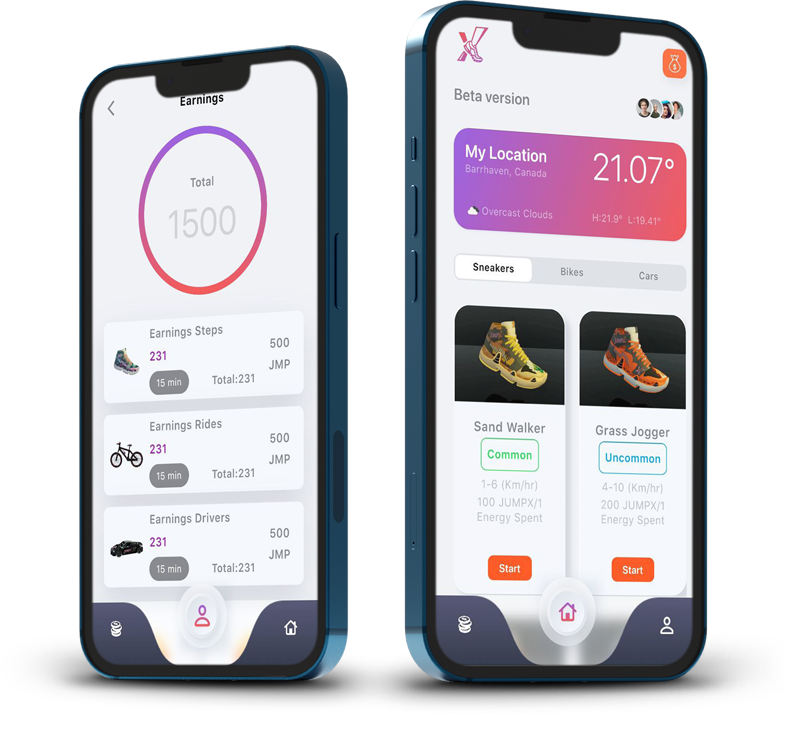 Earnings
Total
1500
Earnings Steps
231
500
JMP
15 min
Total:231
Earnings Rides
231
500
JMP
15 min
Total:231
Earnings Drivers
231
500
JMP
15 min
Total:231
X
Beta version
$
My Location
Barrhaven, Canada
21.07°
Overcast Clouds
H:21.9° L:19.41°
Sneakers
Bikes
Cars
Sand Walker
Common
1-6 (Km/hr)
100 JUMPX/1
Energy Spent
Start
Grass Jogger
Uncommon
4-10 (Km/hr)
200 JUMPX/1
Energy Spent
Start